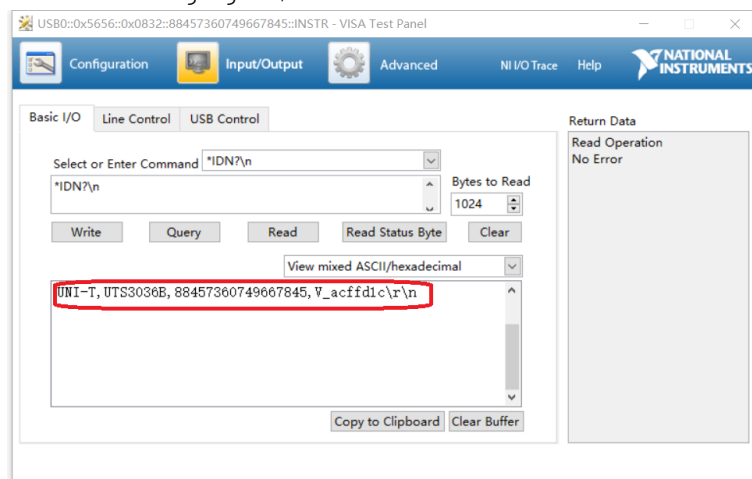 USB0::0x5656::0x0832::88457360749667845::INSTR - VISA Test Panel
Configuration
Input/Output
Advanced
NI I/O Trace
Help
NATIONAL
INSTRUMENTS
Basic I/O
Line Control
USB Control
Select or Enter Command
*IDN?\n
*IDN?\n
Bytes to Read
1024
Write
Query
Read
Read Status Byte
Clear
View mixed ASCII/hexadecimal
UNI-T,UTS3036B,88457360749667845,V_acffd1c\r\n
Copy to Clipboard
Clear Buffer
Return Data
Read Operation
No Error